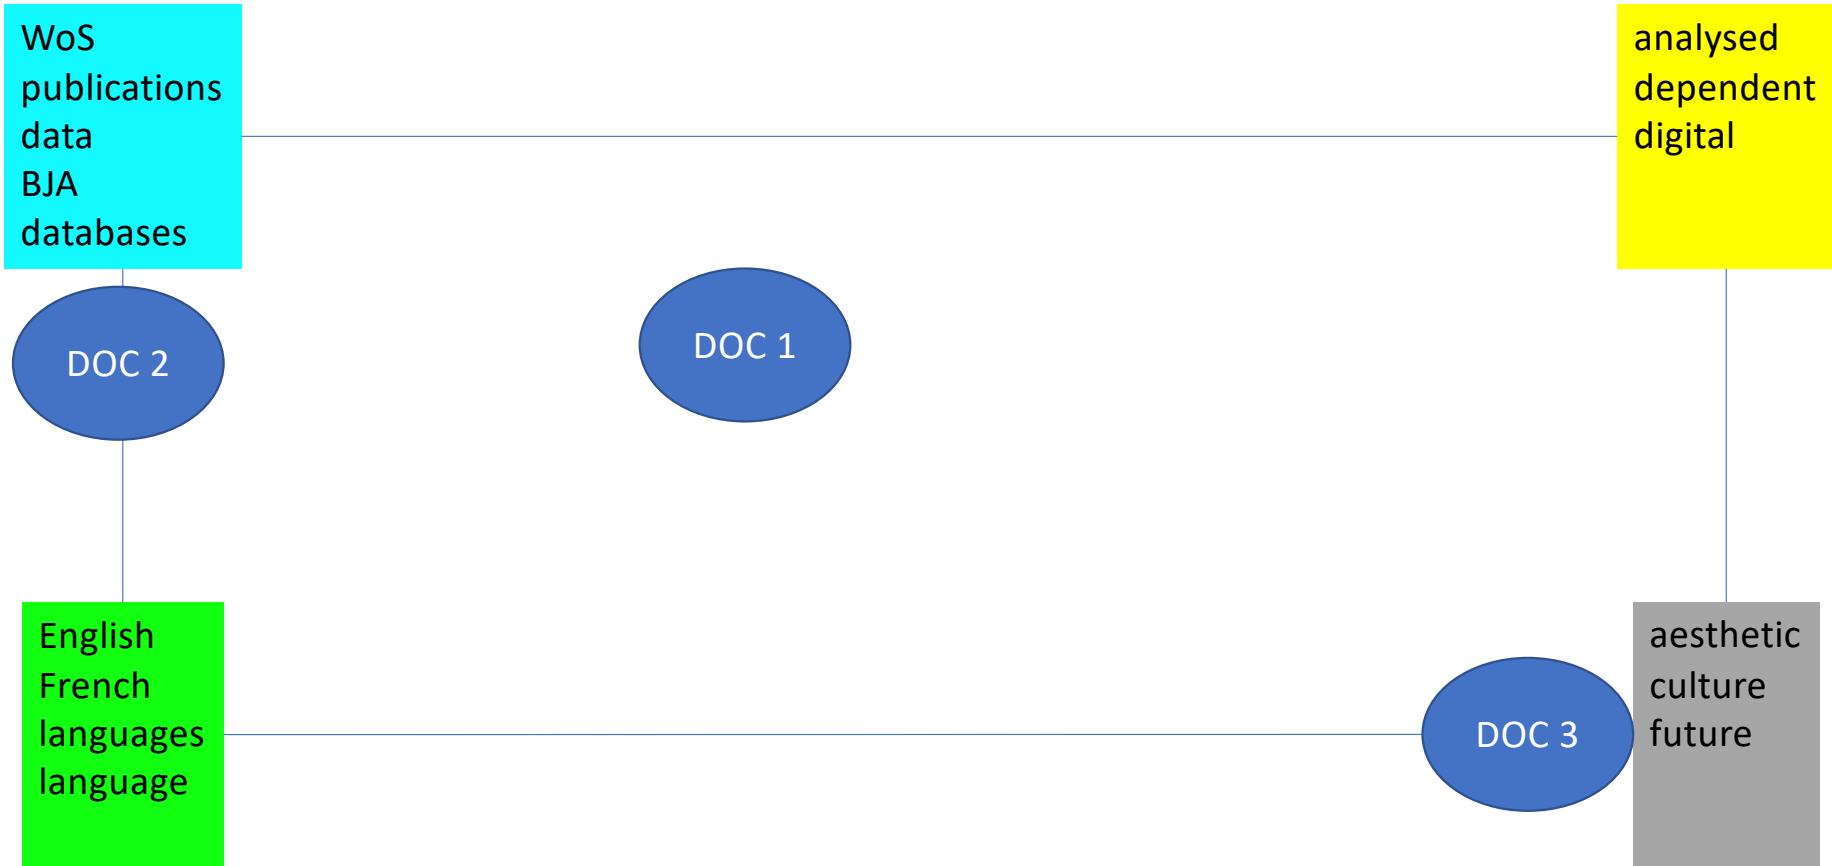 WoS
publications
data
BJA
databases
analysed
dependent
digital
DOC 1
DOC 2
English
French
languages
language
DOC 3
aesthetic
culture
future